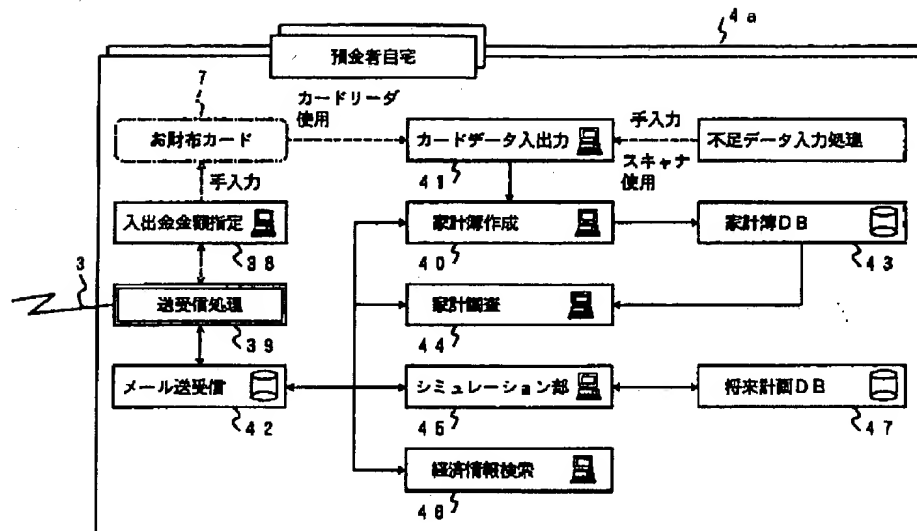 4a
預金者自宅
7
お財布カード
カードリーダ
使用
カードデータ入出力
手入力
スキャナ
使用
不足データ入力処理
41
手入力
入出金金額指定
38
家計簿作成
40
家計簿DB
43
3
送受信処理
39
家計調査
44
メール送受信
42
シミュレーション部
45
将来計画DB
47
経済情報検索
46